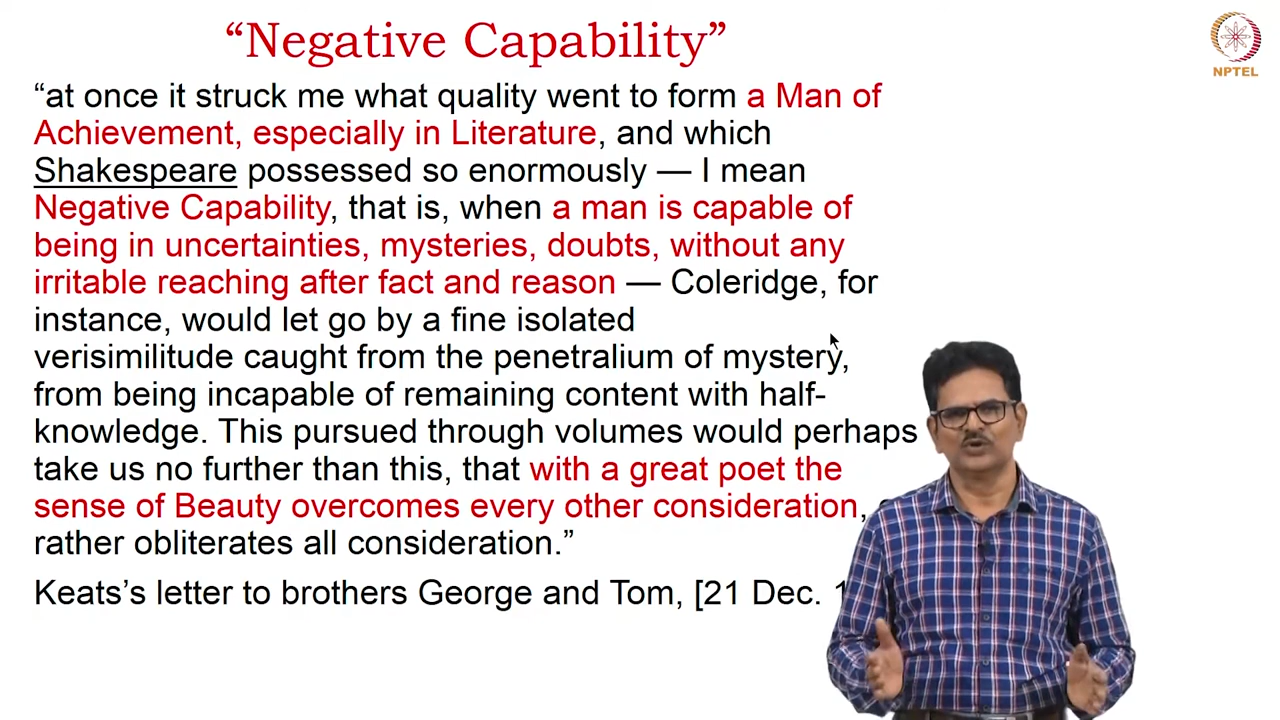 “Negative Capability”
NPTEL
“at once it struck me what quality went to form a Man of
Achievement, especially in Literature, and which
Shakespeare possessed so enormously — I mean
Negative Capability, that is, when a man is capable of
being in uncertainties, mysteries, doubts, without any
irritable reaching after fact and reason — Coleridge, for
instance, would let go by a fine isolated
verisimilitude caught from the penetralium of mystery,
from being incapable of remaining content with half-
knowledge. This pursued through volumes would perhaps
take us no further than this, that with a great poet the
sense of Beauty overcomes every other consideration,
rather obliterates all consideration.”
Keats’s letter to brothers George and Tom, [21 Dec.